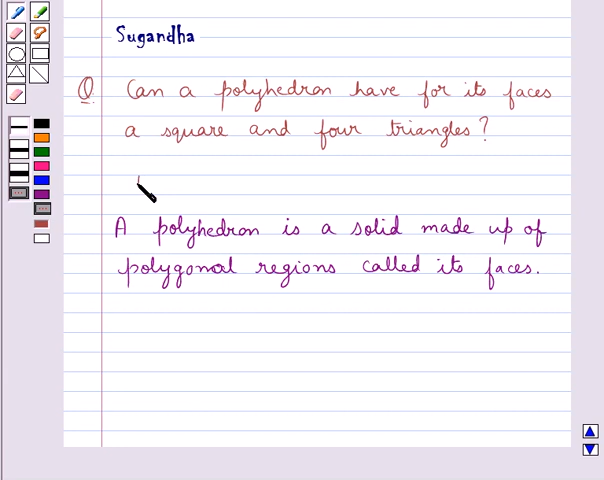 Sugandha
Q Can a polyhedron have for its faces
a square and four triangles?
A polyhedron is a solid made up of
polygonal regions called its faces.